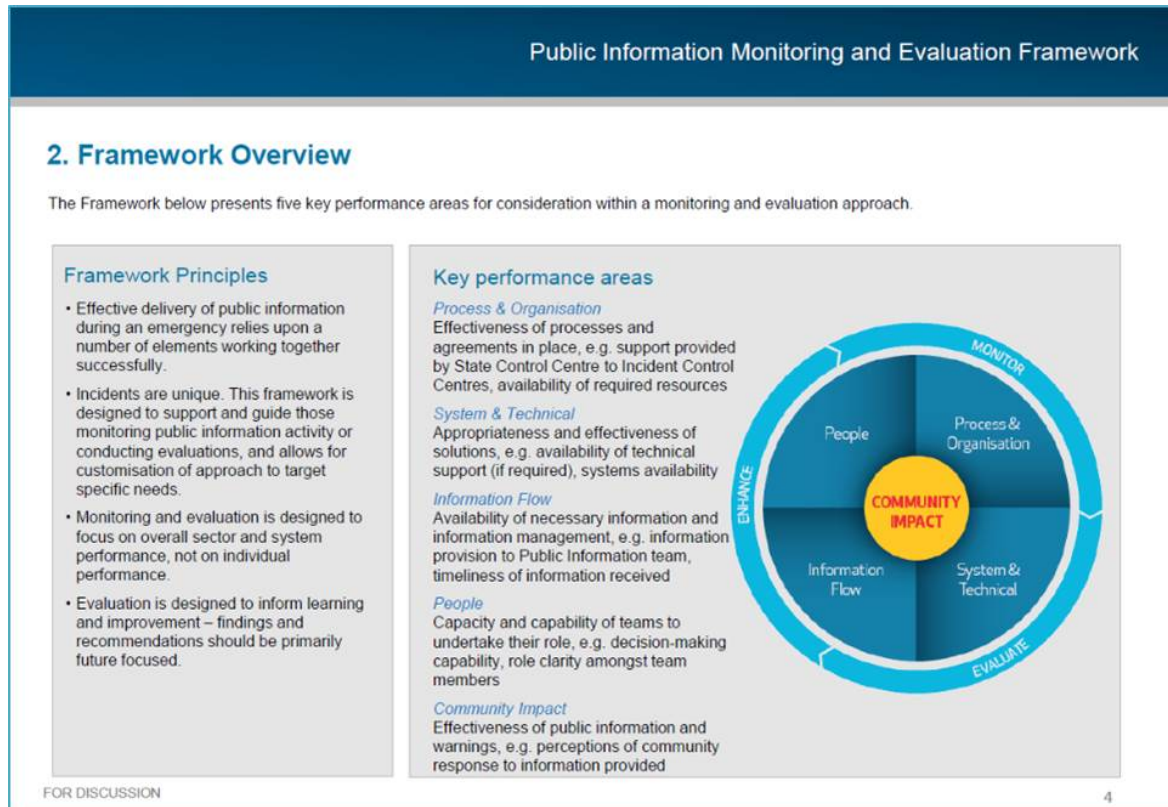 Public Information Monitoring and Evaluation Framework
2. Framework Overview
The Framework below presents five key performance areas for consideration within a monitoring and evaluation approach.
Framework Principles
• Effective delivery of public information
during an emergency relies upon a
number of elements working together
successfully.
• Incidents are unique. This framework is
designed to support and guide those
monitoring public information activity or
conducting evaluations, and allows for
customisation of approach to target
specific needs.
• Monitoring and evaluation is designed to
focus on overall sector and system
performance, not on individual
performance.
• Evaluation is designed to inform learning
and improvement – findings and
recommendations should be primarily
future focused.
Key performance areas
Process & Organisation
Effectiveness of processes and
agreements in place, e.g. support provided
by State Control Centre to Incident Control
Centres, availability of required resources
System & Technical
Appropriateness and effectiveness of
solutions, e.g. availability of technical
support (if required), systems availability
Information Flow
Availability of necessary information and
information management, e.g. information
provision to Public Information team,
timeliness of information received
People
Capacity and capability of teams to
undertake their role, e.g. decision-making
capability, role clarity amongst team
members
Community Impact
Effectiveness of public information and
warnings, e.g. perceptions of community
response to information provided
MONITOR
People
Process &
Organisation
ENHANCE
COMMUNITY
IMPACT
Information
Flow
System &
Technical
EVALUATE
FOR DISCUSSION
4